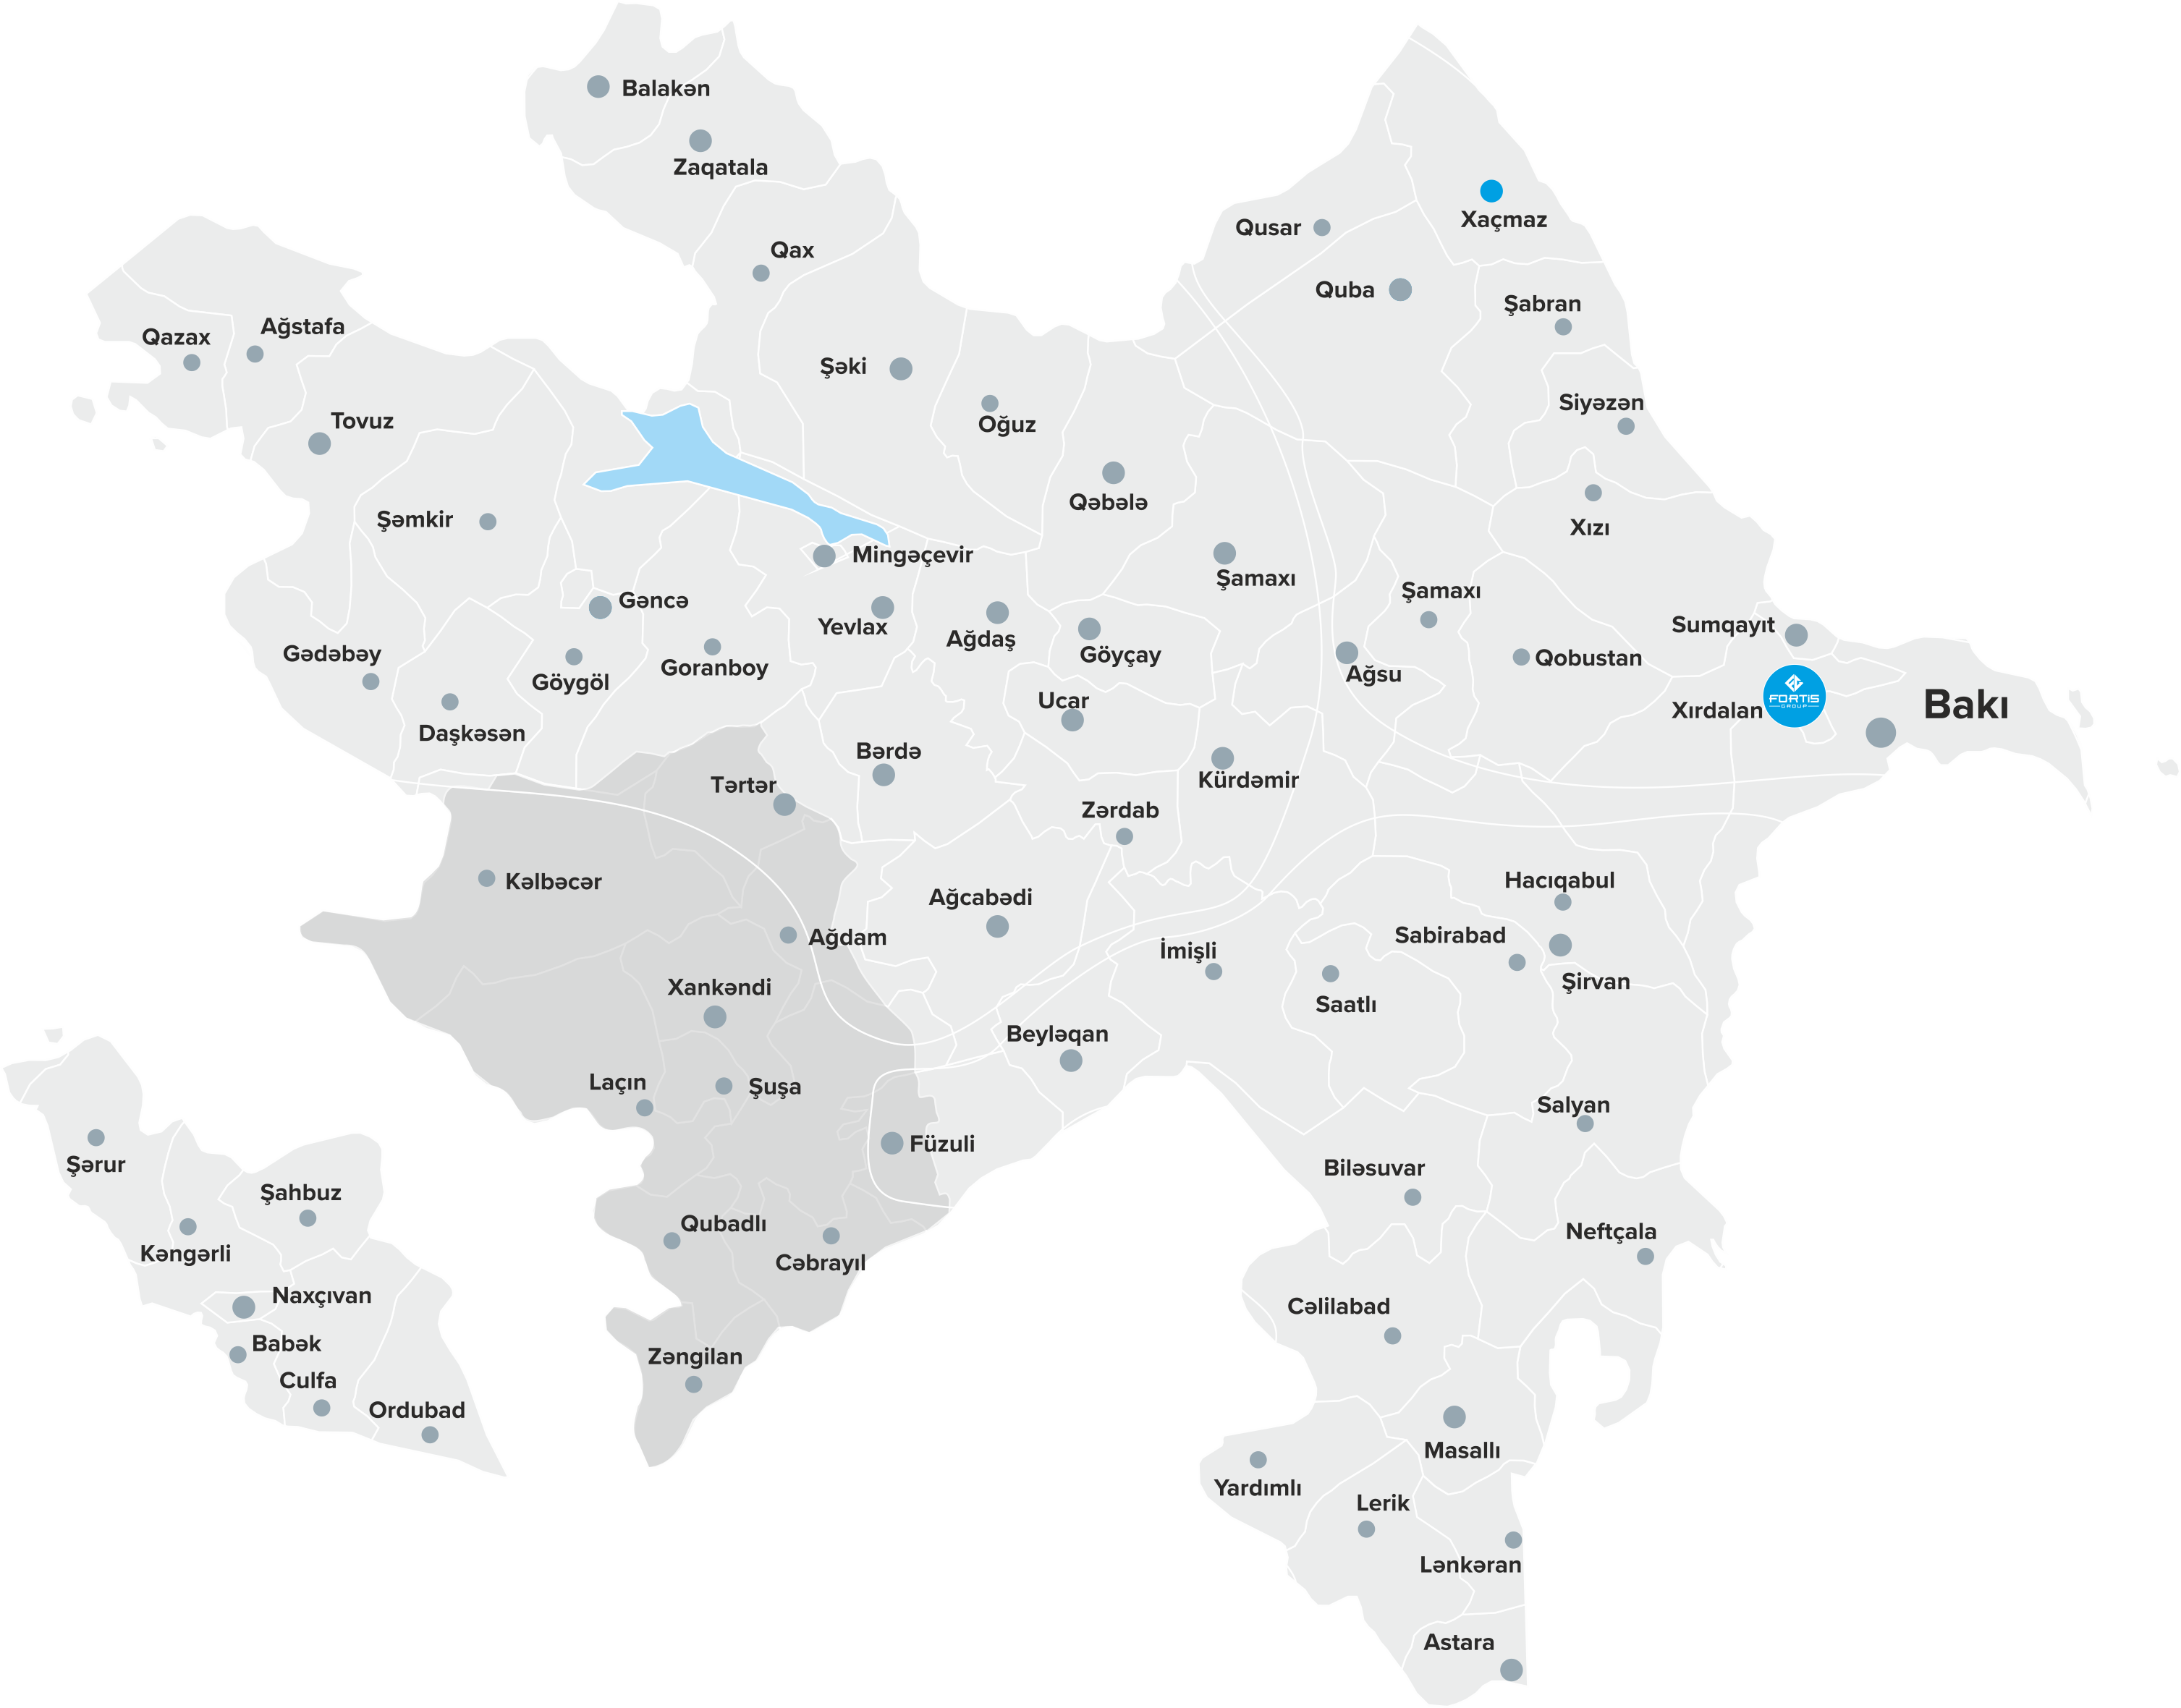 Balakən
Zaqatala
Xaçmaz
Qusar
Qax
Quba
Şabran
Ağstafa
Qazax
Şəki
Siyəzən
Tovuz
Oğuz
Qəbələ
Şəmkir
Xızı
Mingəçevir
Şamaxı
Şamaxı
Gəncə
Yevlax
Sumqayıt
Ağdaş
Gədəbəy
Göyçay
Qobustan
Goranboy
Ağsu
Göygöl
Ucar
FORTIS
GROUP
Bakı
Xırdalan
Daşkəsən
Bərdə
Kürdəmir
Tərtər
Zərdab
Kəlbəcər
Hacıqabul
Ağcabədi
Ağdam
Sabirabad
İmişli
Şirvan
Xankəndi
Saatlı
Beyləqan
Laçın
Şuşa
Salyan
Füzuli
Şərur
Biləsuvar
Şahbuz
Qubadlı
Neftçala
Kəngərli
Cəbrayıl
Naxçıvan
Cəlilabad
Babək
Zəngilan
Culfa
Ordubad
Masallı
Yardımlı
Lerik
Lənkəran
Astara